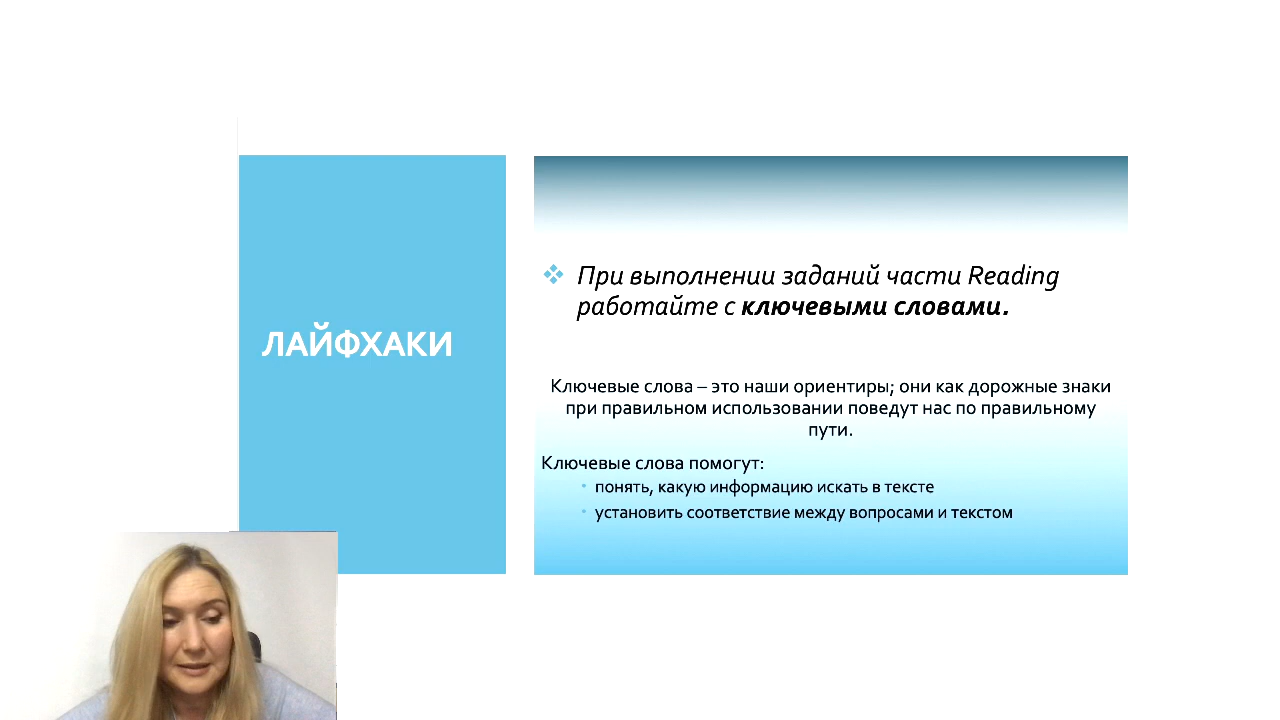 ЛАЙФХАКИ
При выполнении заданий части Reading
работайте с ключевыми словами.
Ключевые слова – это наши ориентиры; они как дорожные знаки
при правильном использовании поведут нас по правильному
пути.
Ключевые слова помогут:
понять, какую информацию искать в тексте
установить соответствие между вопросами и текстом